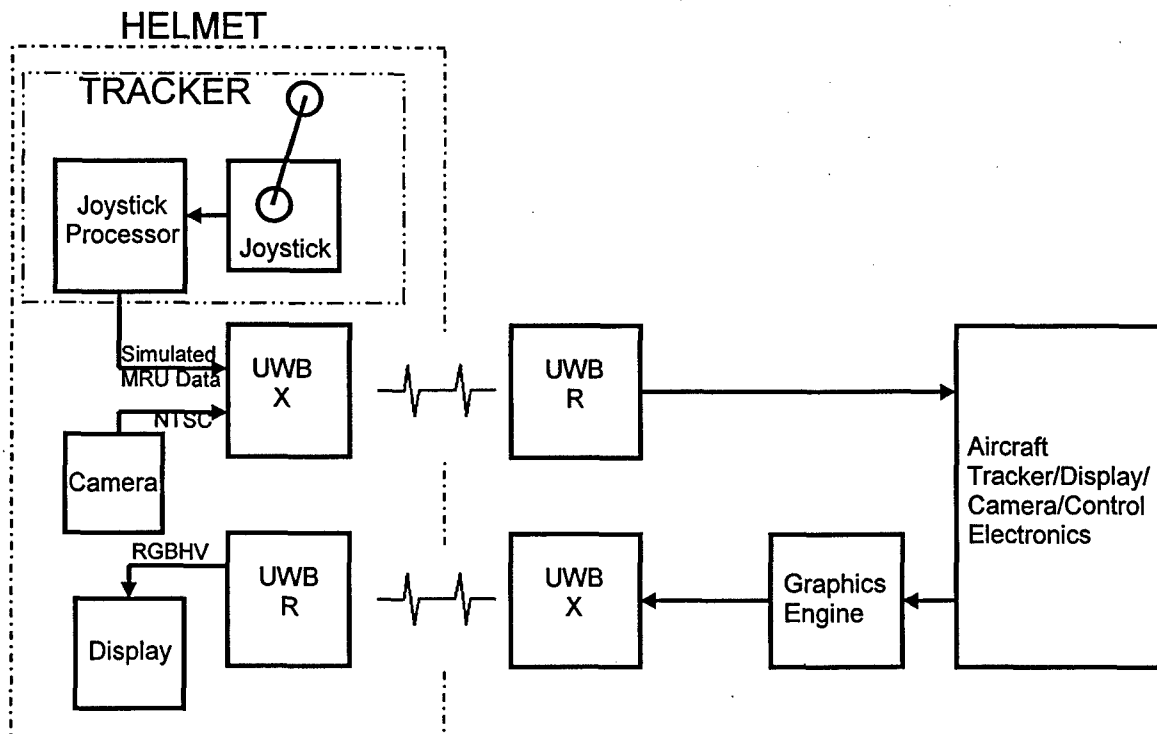 HELMET
TRACKER
Joystick
Processor
Joystick
Simulated
MRU Data
NTSC
Camera
UWB
X
UWB
R
Aircraft
Tracker/Display/
Camera/Control
Electronics
RGBHV
Display
UWB
R
UWB
X
Graphics
Engine